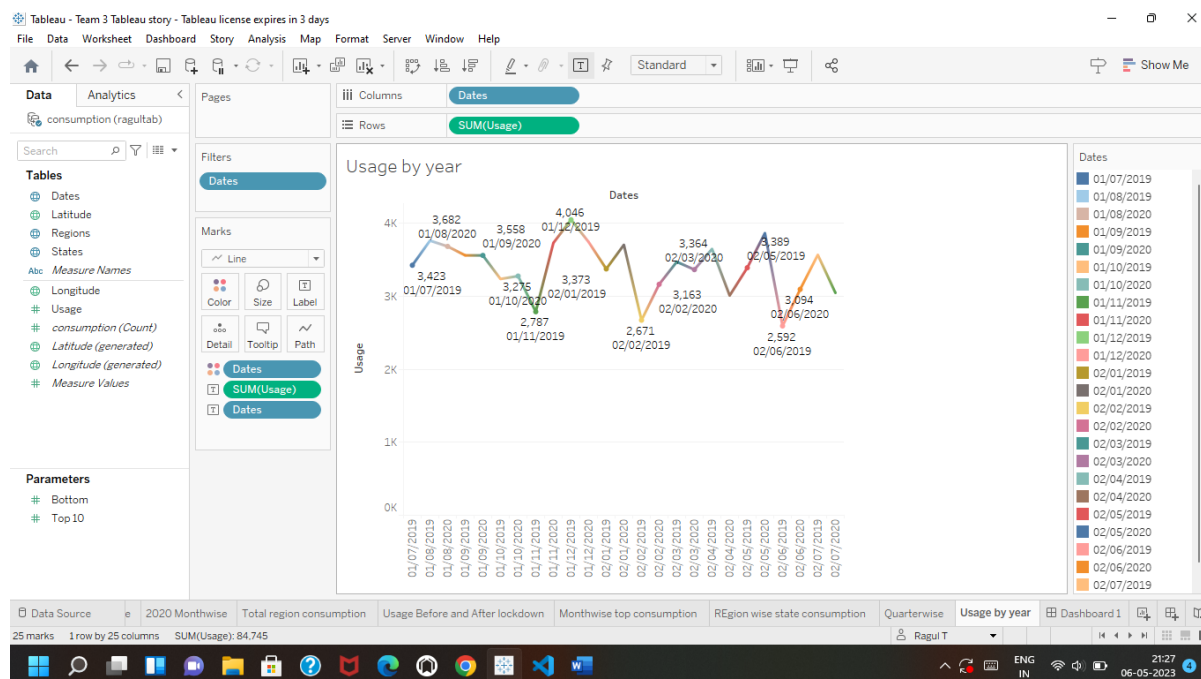 Tableau - Team 3 Tableau story - Tableau license expires in 3 days
File Data Worksheet Dashboard Story Analysis Map Format Server Window Help
Standard
Show Me
Data Analytics
Pages
iii Columns Dates
consumption (ragultab)
Rows SUM(Usage)
Search
Filters
Dates
Usage by year
Dates
Tables
Dates
Latitude
Regions
States
Abc Measure Names
Longitude
# Usage
# consumption (Count)
Latitude (generated)
Longitude (generated)
# Measure Values
Parameters
# Bottom
# Top 10
Marks
Line
Color Size Label
Detail Tooltip Path
Dates
SUM(Usage)
Dates
Usage
4K
3K
2K
1K
0K
3,423
01/07/2019
3,682
01/08/2020
3,558
01/09/2020
3,275
01/10/2020
2,787
01/11/2019
4,046
01/12/2019
3,373
02/01/2019
2,671
02/02/2019
3,163
02/02/2020
3,364
02/03/2020
3,389
02/05/2019
2,592
02/06/2019
3,094
02/06/2020
01/07/2019
01/08/2019
01/08/2020
01/09/2019
01/09/2020
01/10/2019
01/10/2020
01/11/2019
01/11/2020
01/12/2019
01/12/2020
02/01/2019
02/01/2020
02/02/2019
02/02/2020
02/03/2019
02/03/2020
02/04/2019
02/04/2020
02/05/2019
02/05/2020
02/06/2019
02/06/2020
02/07/2019
02/07/2020
Dates
01/07/2019
01/08/2019
01/08/2020
01/09/2019
01/09/2020
01/10/2019
01/10/2020
01/11/2019
01/11/2020
01/12/2019
01/12/2020
02/01/2019
02/01/2020
02/02/2019
02/02/2020
02/03/2019
02/03/2020
02/04/2019
02/04/2020
02/05/2019
02/05/2020
02/06/2019
02/06/2020
02/07/2019
Data Source e 2020 Monthwise Total region consumption Usage Before and After lockdown Monthwise top consumption REgion wise state consumption Quarterwise Usage by year Dashboard 1
25 marks 1 row by 25 columns SUM(Usage): 84,745
Ragul T
ENG
IN
21:27
06-05-2023
4